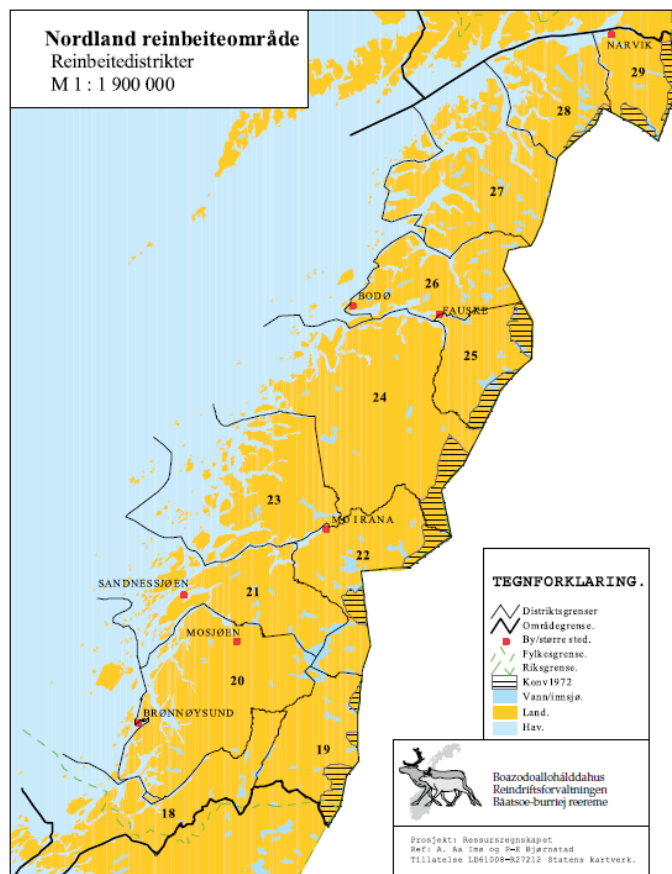 Nordland reinbeiteområde
Reinbeitedistrikter
M 1 : 1 900 000
NARVIK
29
28
27
26
BODØ
FAUSKE
25
24
23
MO I RANA
22
SANDNESSJØEN
21
MOSJØEN
20
BRØNNØYSUND
19
18
TEGNFORKLARING.
Distriktsgrenser
Områdegrense.
By/større sted.
Fylkesgrense.
Riksgrense.
Konv1972
Vann/innsjø.
Land.
Hav.
Boazodoallohálddahus
Reindriftsforvaltningen
Båatsoe-burriej reereme
Prosjekt: Ressursregnskapet
Ref: A. Aa Ims og P-E Bjørnstad
Tillatelse LD61008-R27212 Statens kartverk.